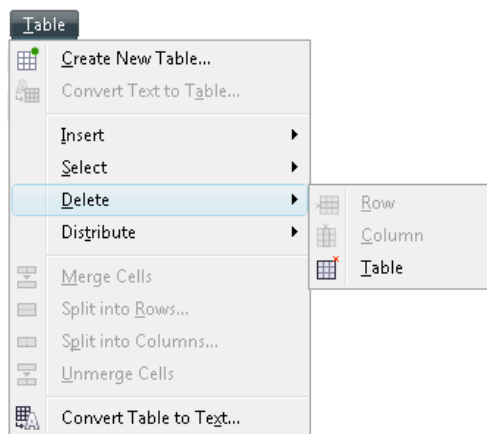 Table
Create New Table...
Convert Text to Table...
Insert
Select
Delete
Distribute
Row
Column
Table
Merge Cells
Split into Rows...
Split into Columns...
Unmerge Cells
Convert Table to Text...